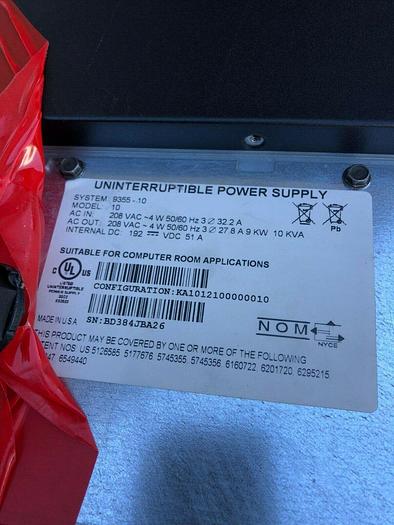 UNINTERRUPTIBLE POWER SUPPLY
SYSTEM: 9355-10
MODEL: 10
AC IN: 208 VAC ~4 W 50/60 Hz 3 ∅ 32.2 A
AC OUT: 208 VAC ~4 W 50/60 Hz 3 ∅ 27.8 A 9 KW 10 KVA
INTERNAL DC: 192 ⎓ VDC 51 A
Pb
SUITABLE FOR COMPUTER ROOM APPLICATIONS
C UL US
LISTED
UNINTERRUPTIBLE
POWER SUPPLY
CONFIGURATION:KA1012100000010
MADE IN USA SN:BD384JBA26
NOM
NYCE
THIS PRODUCT MAY BE COVERED BY ONE OR MORE OF THE FOLLOWING
TENT NOS US 5126585 5177676 5745355, 5745356 6160722 6201720 6295215
47 6549440